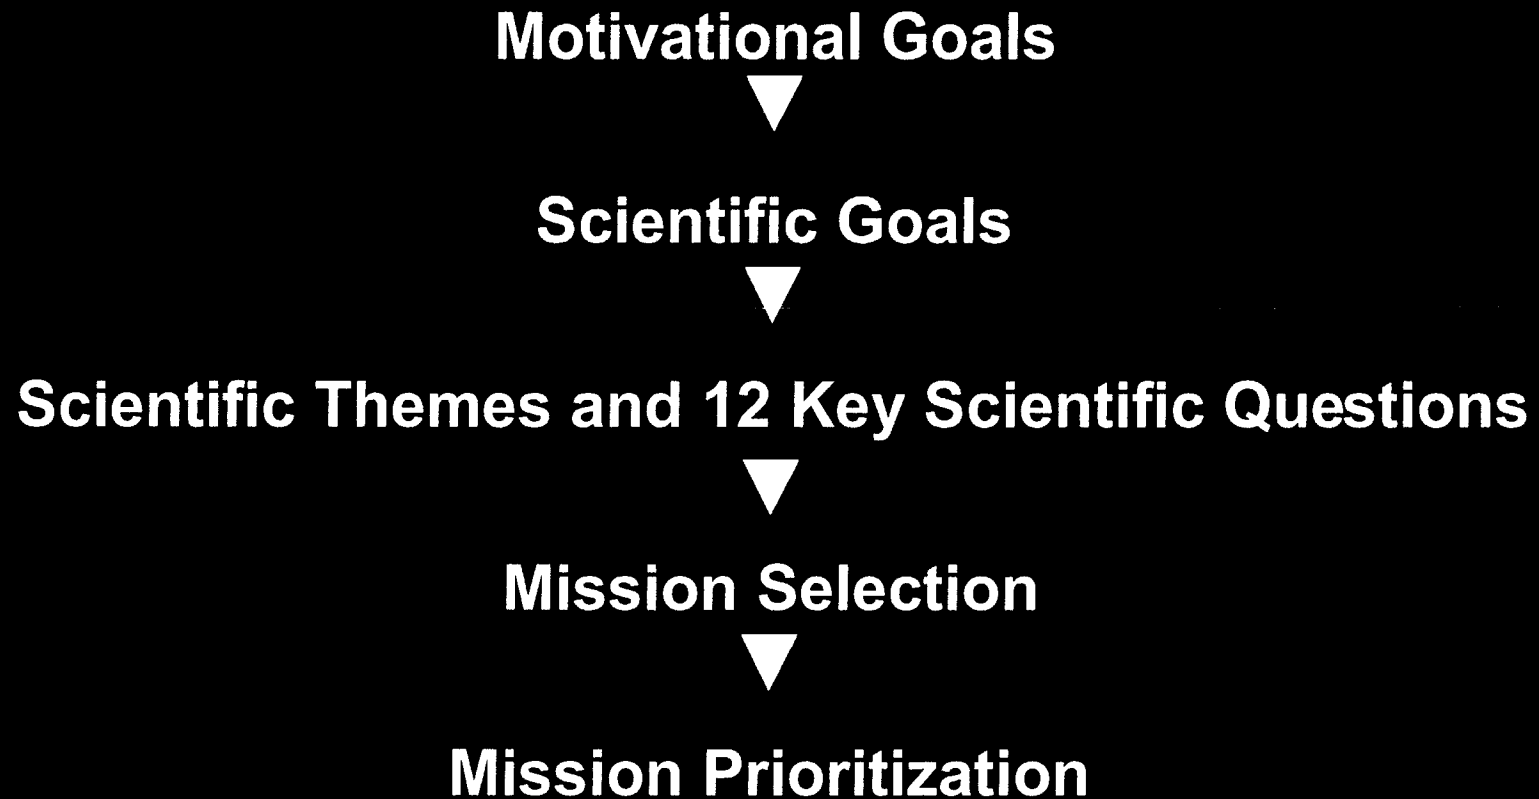 Motivational Goals
Scientific Goals
Scientific Themes and 12 Key Scientific Questions
Mission Selection
Mission Prioritization